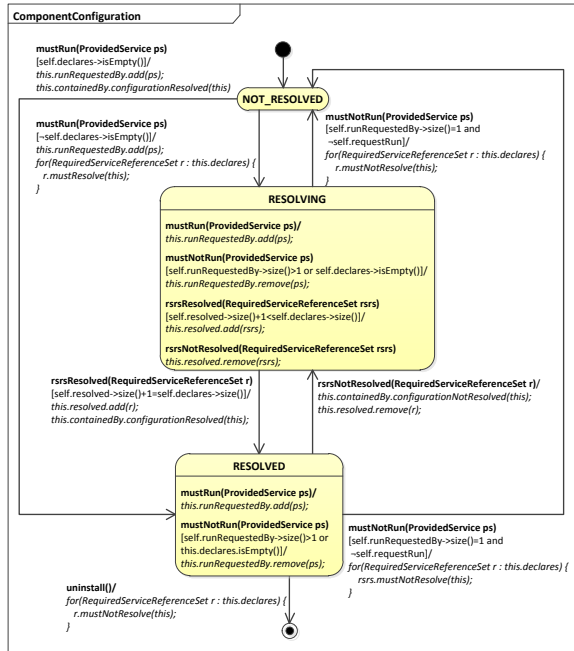 ComponentConfiguration
mustRun(ProvidedService ps)
[self.declares->isEmpty()]/
this.runRequestedBy.add(ps);
this.containedBy.configurationResolved(this)
NOT_RESOLVED
mustRun(ProvidedService ps)
[¬self.declares->isEmpty()]/
this.runRequestedBy.add(ps);
for(RequiredServiceReferenceSet r : this.declares) {
r.mustResolve(this);
}
mustNotRun(ProvidedService ps)
[self.runRequestedBy->size()=1 and
¬self.requestRun]/
for(RequiredServiceReferenceSet r : this.declares) {
r.mustNotResolve(this);
}
RESOLVING
mustRun(ProvidedService ps)/
this.runRequestedBy.add(ps);
mustNotRun(ProvidedService ps)
[self.runRequestedBy->size()>1 or self.declares->isEmpty()]/
this.runRequestedBy.remove(ps);
rsrsResolved(RequiredServiceReferenceSet rsrs)
[self.resolved->size()+1<self.declares->size()]/
this.resolved.add(rsrs);
rsrsNotResolved(RequiredServiceReferenceSet rsrs)
this.resolved.remove(rsrs);
rsrsResolved(RequiredServiceReferenceSet r)
[self.resolved->size()+1=self.declares->size()]/
this.resolved.add(r);
this.containedBy.configurationResolved(this);
rsrsNotResolved(RequiredServiceReferenceSet r)/
this.containedBy.configurationNotResolved(this);
this.resolved.remove(r);
RESOLVED
mustRun(ProvidedService ps)/
this.runRequestedBy.add(ps);
mustNotRun(ProvidedService ps)
[self.runRequestedBy->size()>1 or
this.declares.isEmpty()]/
this.runRequestedBy.remove(ps);
mustNotRun(ProvidedService ps)
[self.runRequestedBy->size()=1 and
¬self.requestRun]/
for(RequiredServiceReferenceSet r : this.declares) {
rsrs.mustNotResolve(this);
}
uninstall()/
for(RequiredServiceReferenceSet r : this.declares) {
r.mustNotResolve(this);
}